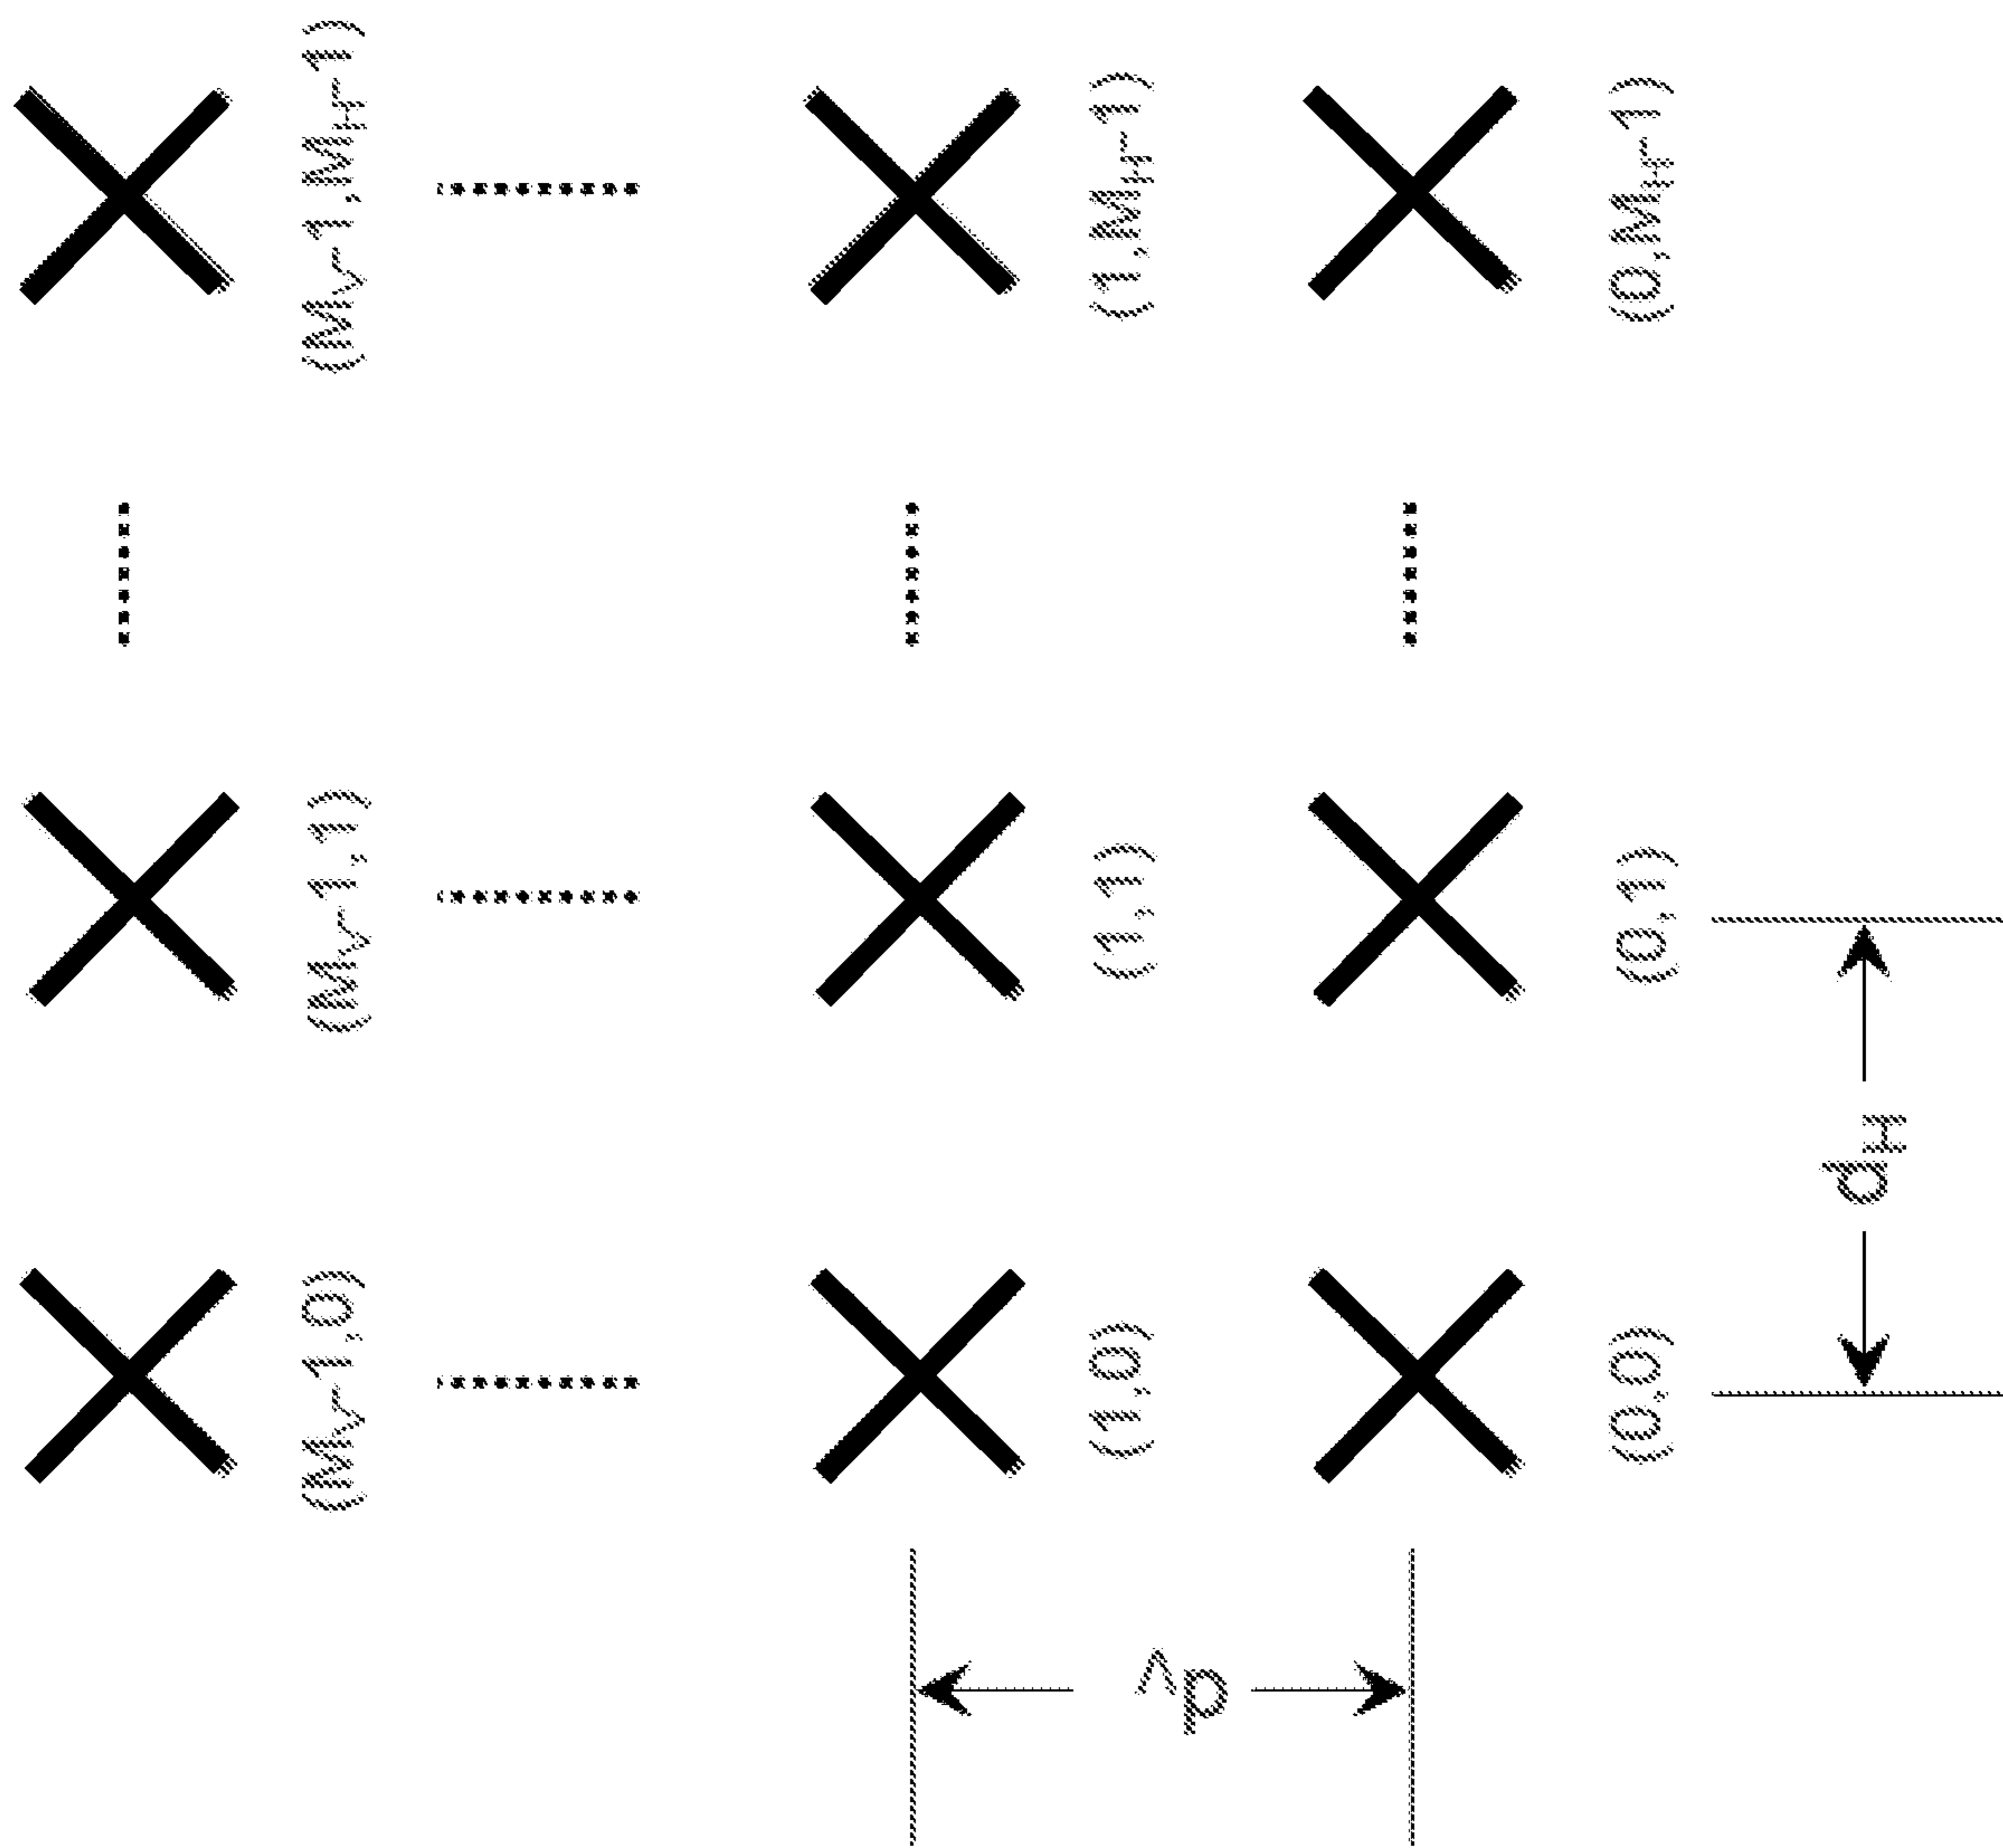 (Mv-1,MH-1)
(1,MH-1)
(0,MH-1)
(Mv-1,1)
(1,1)
(0,1)
dH
(Mv-1,0)
(1,0)
(0,0)
dV